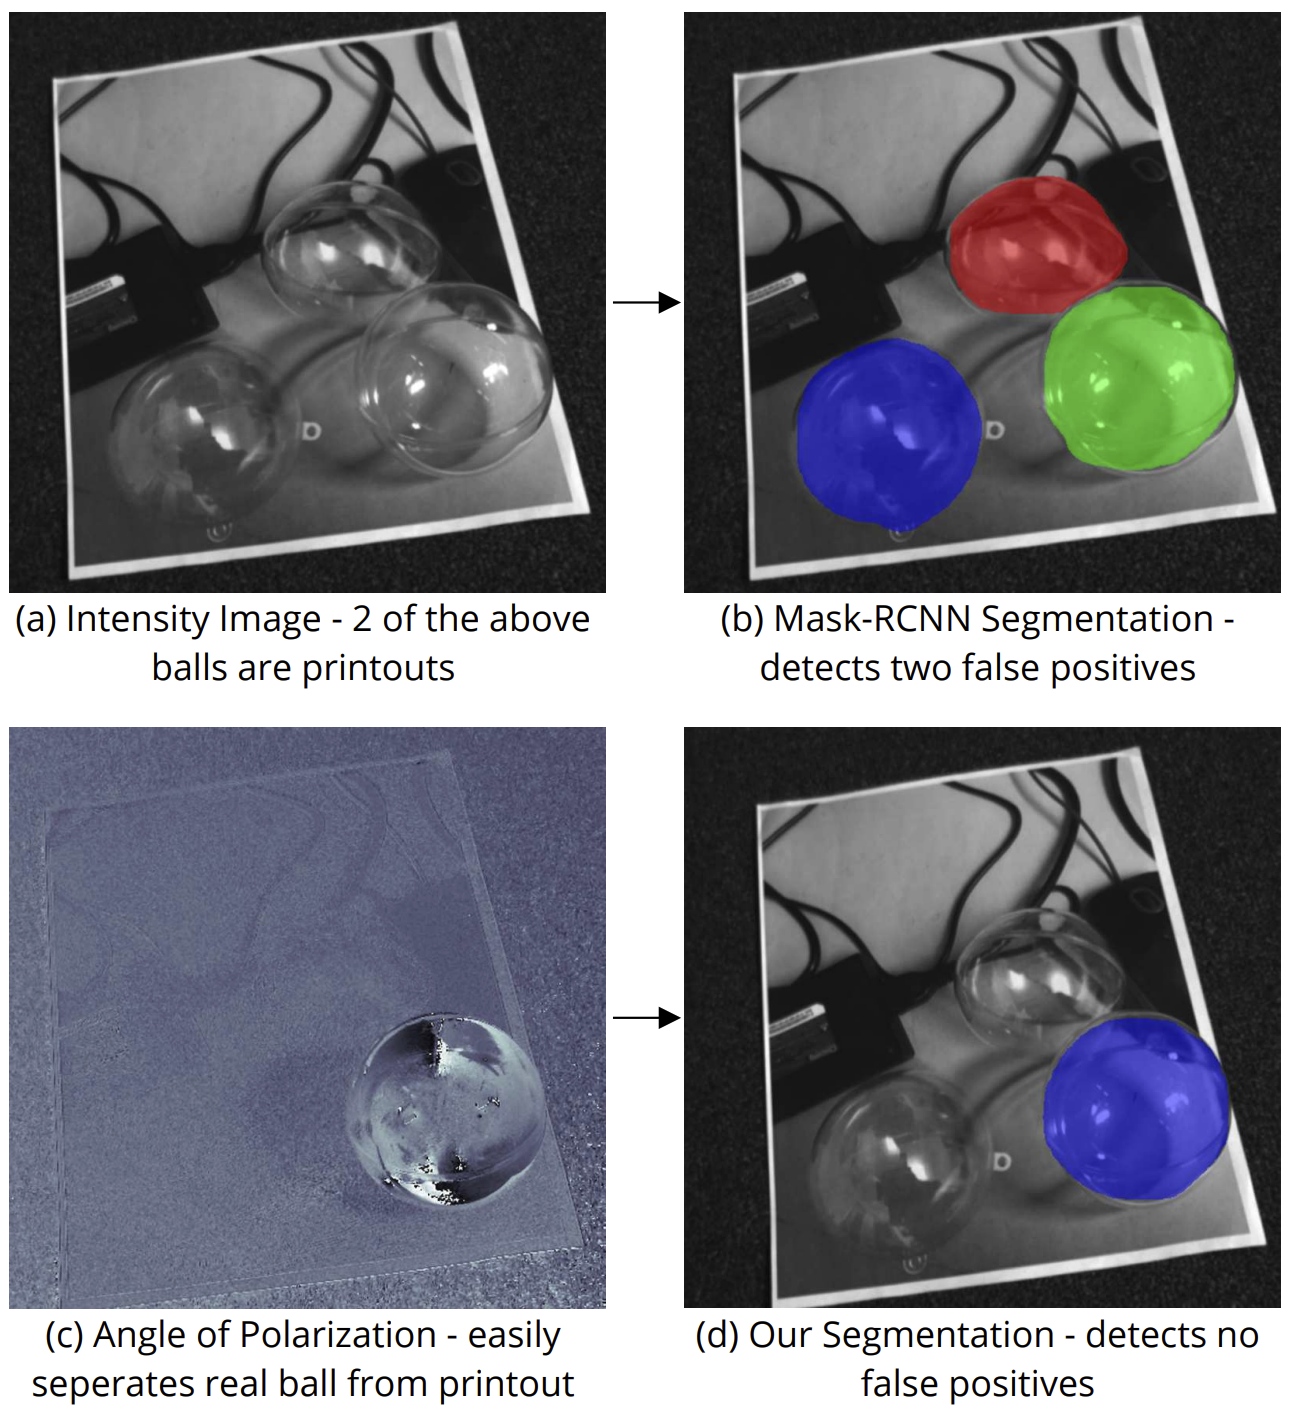 (a) Intensity Image - 2 of the above
balls are printouts
(b) Mask-RCNN Segmentation -
detects two false positives
(c) Angle of Polarization - easily
seperates real ball from printout
(d) Our Segmentation - detects no
false positives